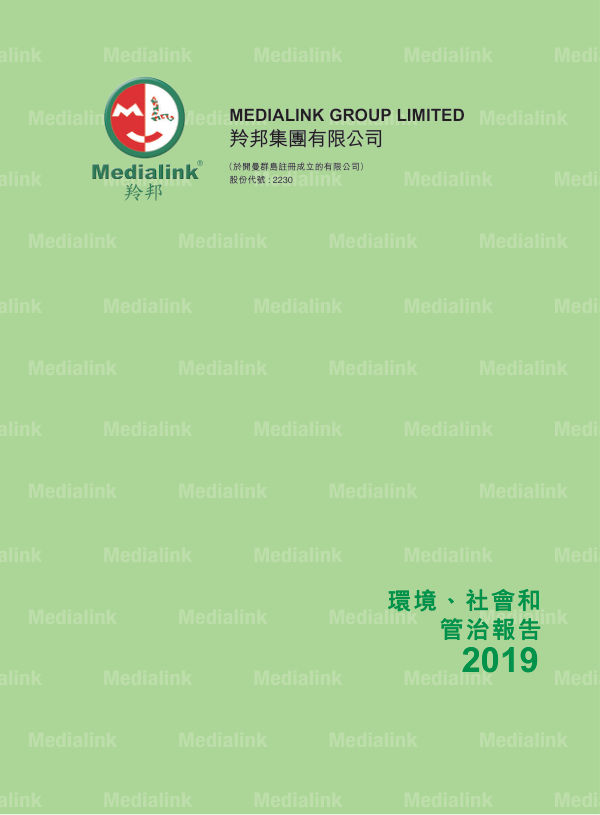 MEDIALINK GROUP LIMITED
羚邦集團有限公司
(於開曼群島註冊成立的有限公司)
股份代號 : 2230
Medialink®
羚邦
環境、社會和
管治報告
2019